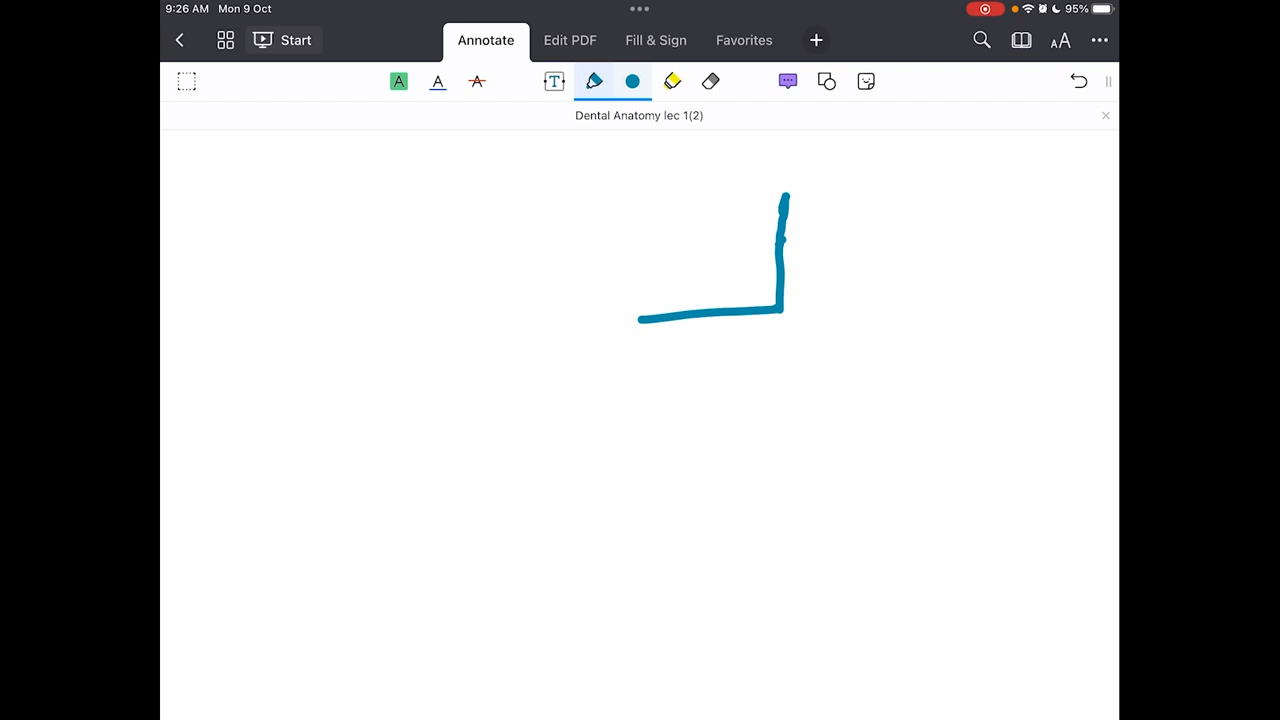 9:26 AM Mon 9 Oct 95%
Start Annotate Edit PDF Fill & Sign Favorites
A A A T AA
Dental Anatomy lec 1(2)